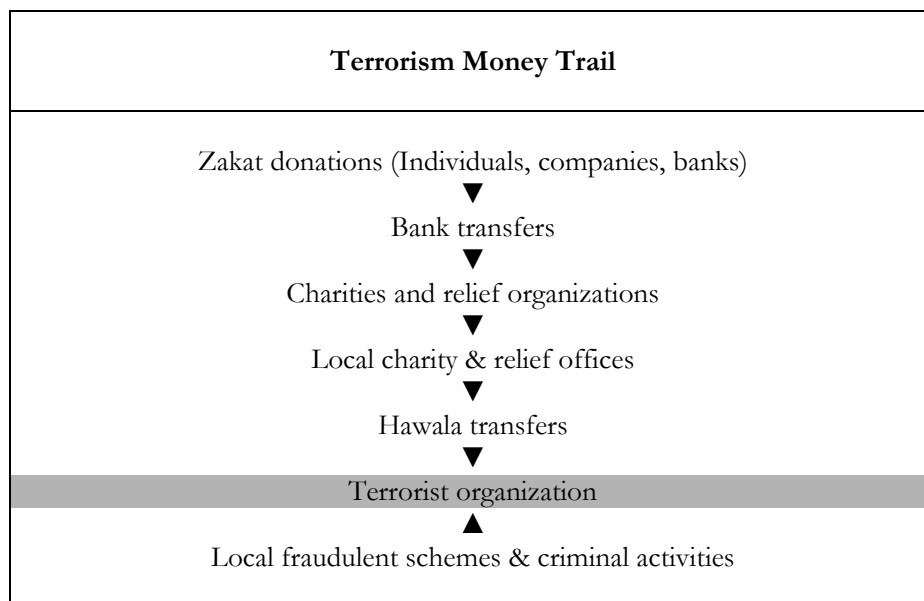 Terrorism Money Trail
Zakat donations (Individuals, companies, banks)
Bank transfers
Charities and relief organizations
Local charity & relief offices
Hawala transfers
Terrorist organization
Local fraudulent schemes & criminal activities